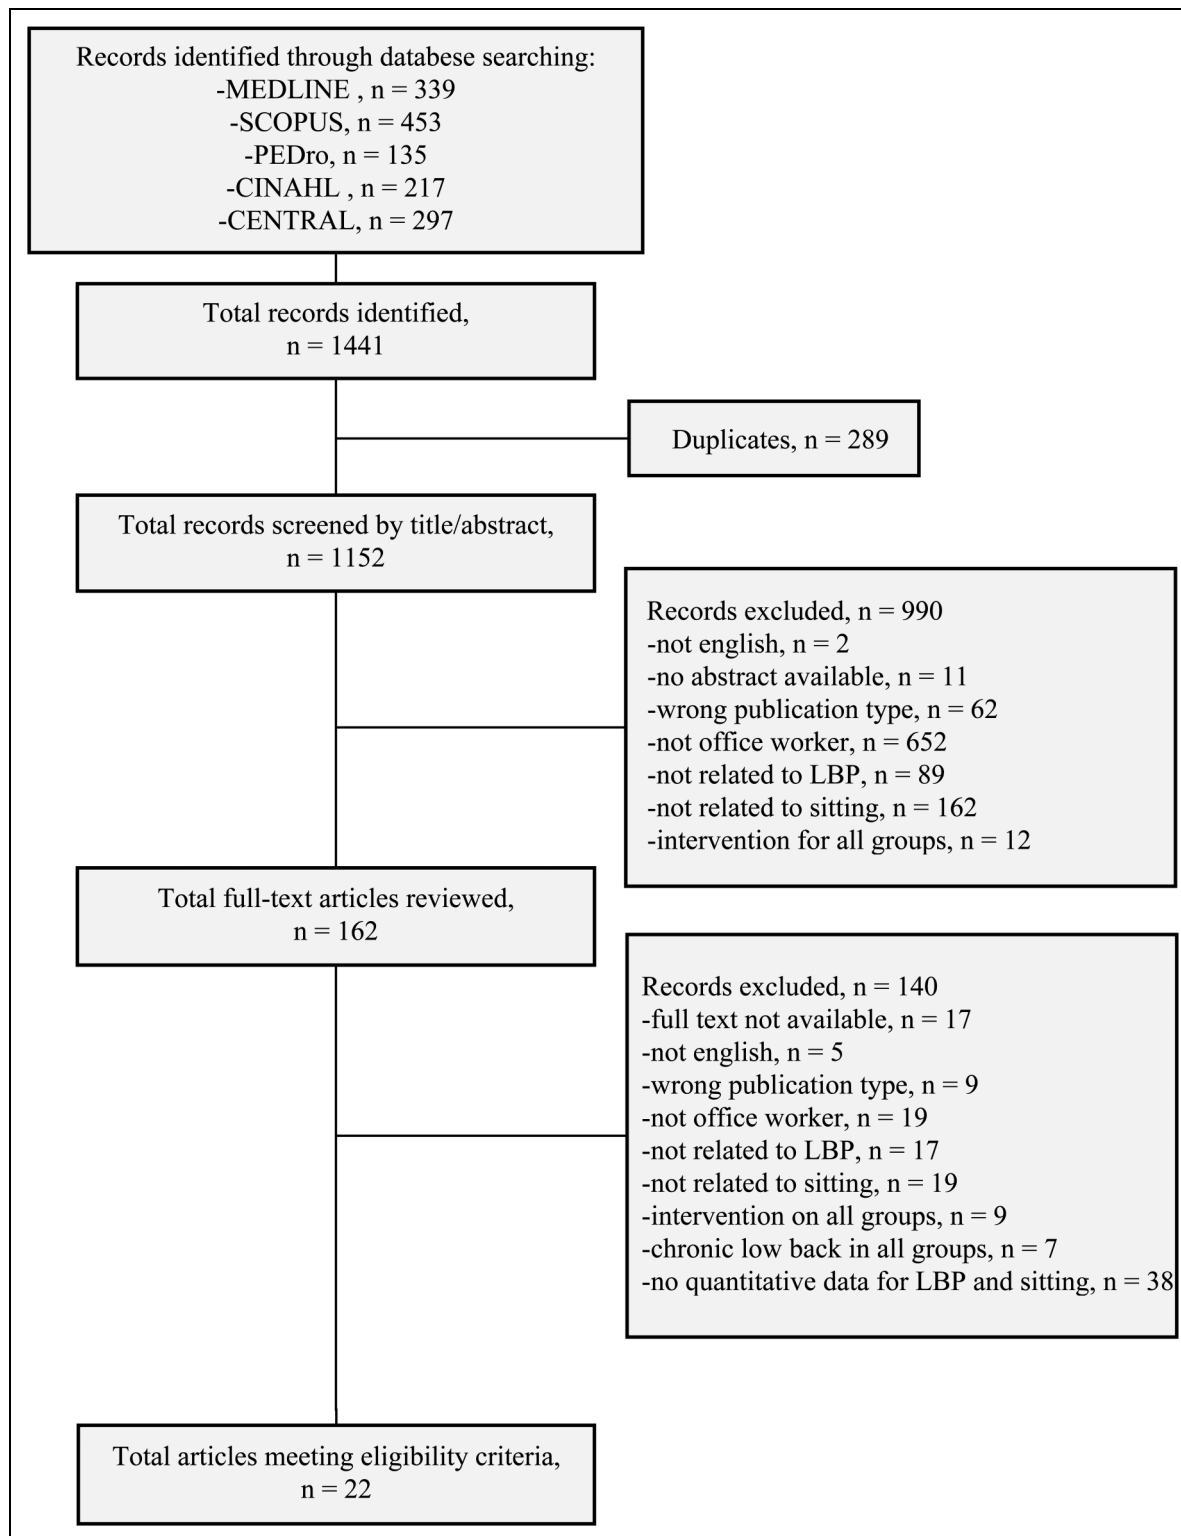 Records identified through databese searching:
-MEDLINE , n = 339
-SCOPUS, n = 453
-PEDro, n = 135
-CINAHL , n = 217
-CENTRAL, n = 297
Total records identified,
n = 1441
Duplicates, n = 289
Total records screened by title/abstract,
n = 1152
Records excluded, n = 990
-not english, n = 2
-no abstract available, n = 11
-wrong publication type, n = 62
-not office worker, n = 652
-not related to LBP, n = 89
-not related to sitting, n = 162
-intervention for all groups, n = 12
Total full-text articles reviewed,
n = 162
Records excluded, n = 140
-full text not available, n = 17
-not english, n = 5
-wrong publication type, n = 9
-not office worker, n = 19
-not related to LBP, n = 17
-not related to sitting, n = 19
-intervention on all groups, n = 9
-chronic low back in all groups, n = 7
-no quantitative data for LBP and sitting, n = 38
Total articles meeting eligibility criteria,
n = 22